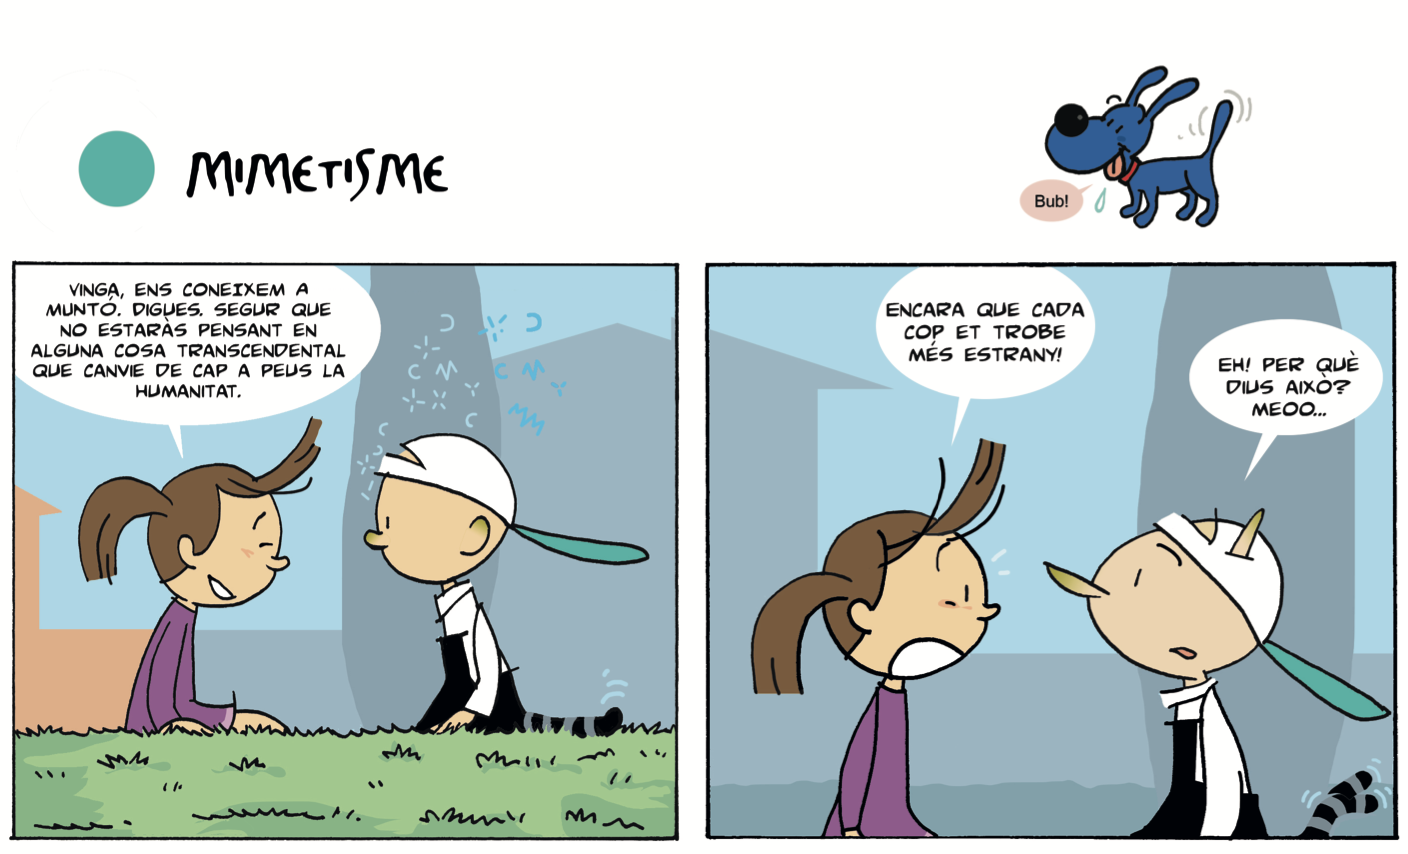 MIMETISME
Bub!
VINGA, ENS CONEIXEM A
MUNTÓ. DIGUES. SEGUR QUE
NO ESTARÀS PENSANT EN
ALGUNA COSA TRANSCENDENTAL
QUE CANVIE DE CAP A PEUS LA
HUMANITAT.
ENCARA QUE CADA
COP ET TROBE
MÉS ESTRANY!
EH! PER QUÈ
DIUS AIXÒ?
MEOO...